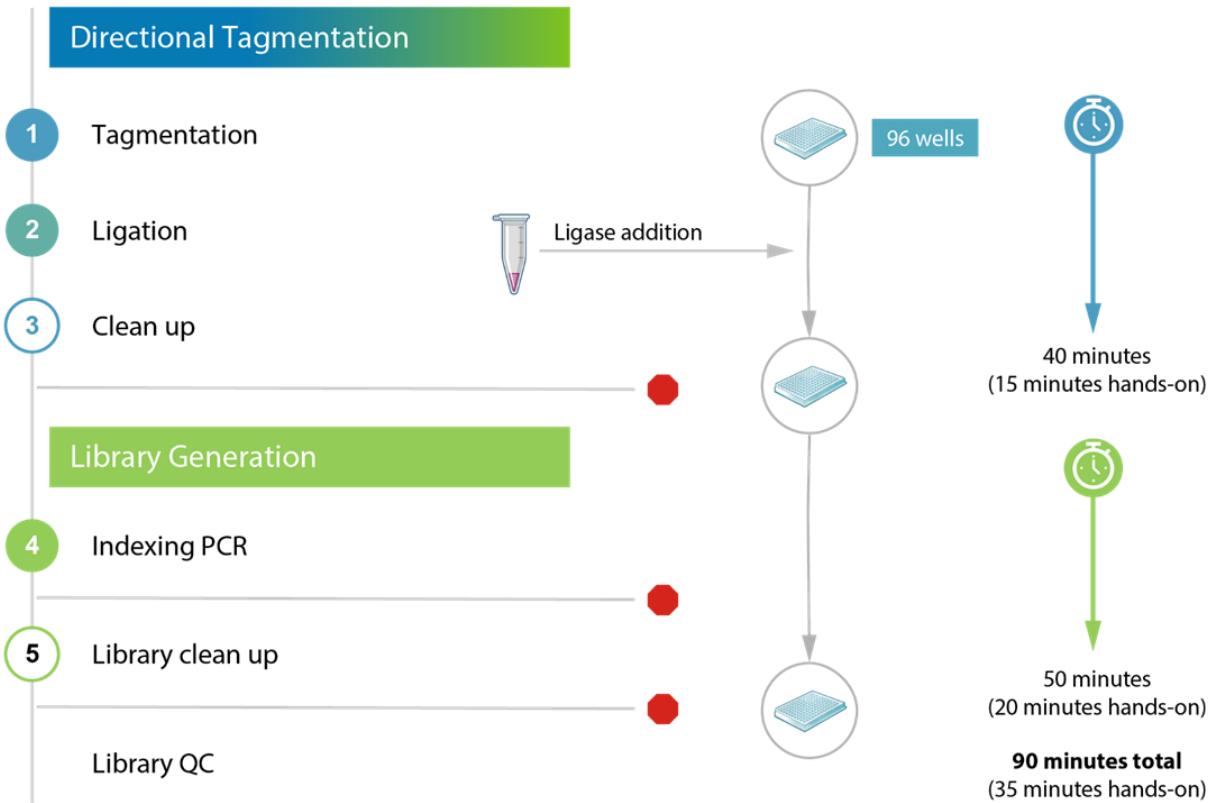 Directional Tagmentation
1
Tagmentation
96 wells
2
Ligation
Ligase addition
3
Clean up
40 minutes
(15 minutes hands-on)
Library Generation
4
Indexing PCR
5
Library clean up
50 minutes
(20 minutes hands-on)
Library QC
90 minutes total
(35 minutes hands-on)